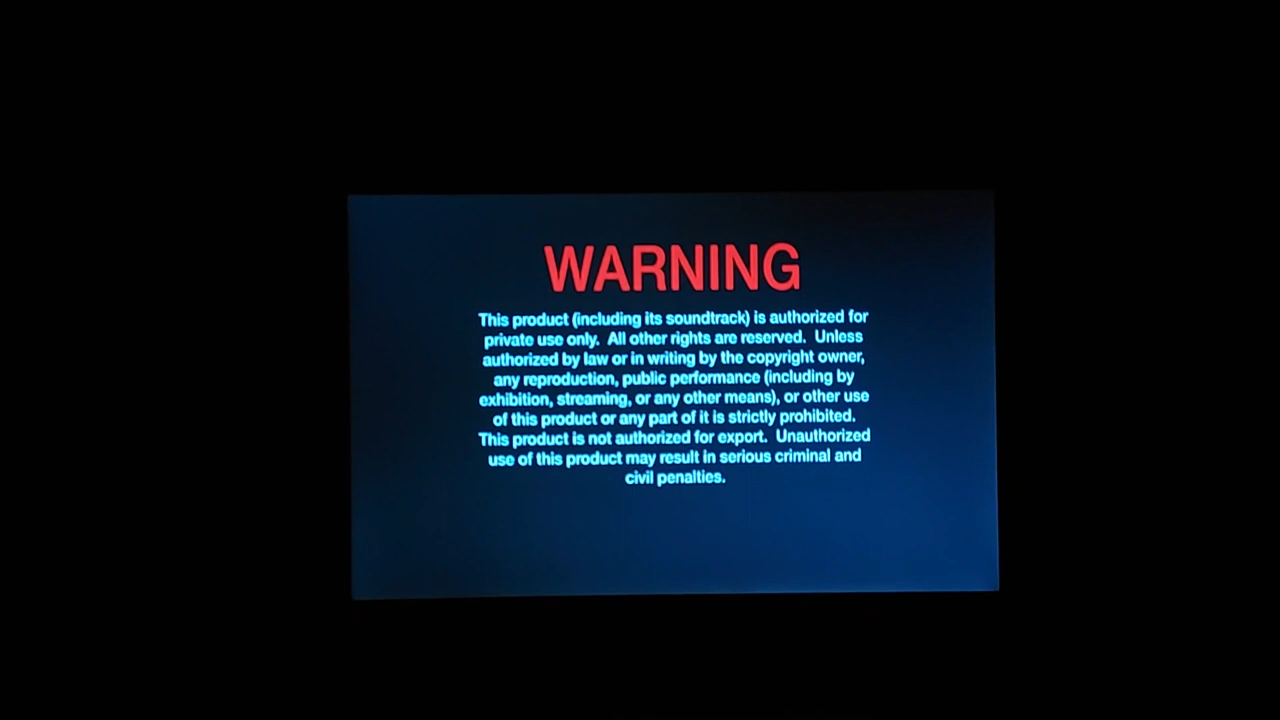 WARNING
This product (including its soundtrack) is authorized for
private use only.  All other rights are reserved.  Unless
authorized by law or in writing by the copyright owner,
any reproduction, public performance (including by
exhibition, streaming, or any other means), or other use
of this product or any part of it is strictly prohibited.
This product is not authorized for export.  Unauthorized
use of this product may result in serious criminal and
civil penalties.